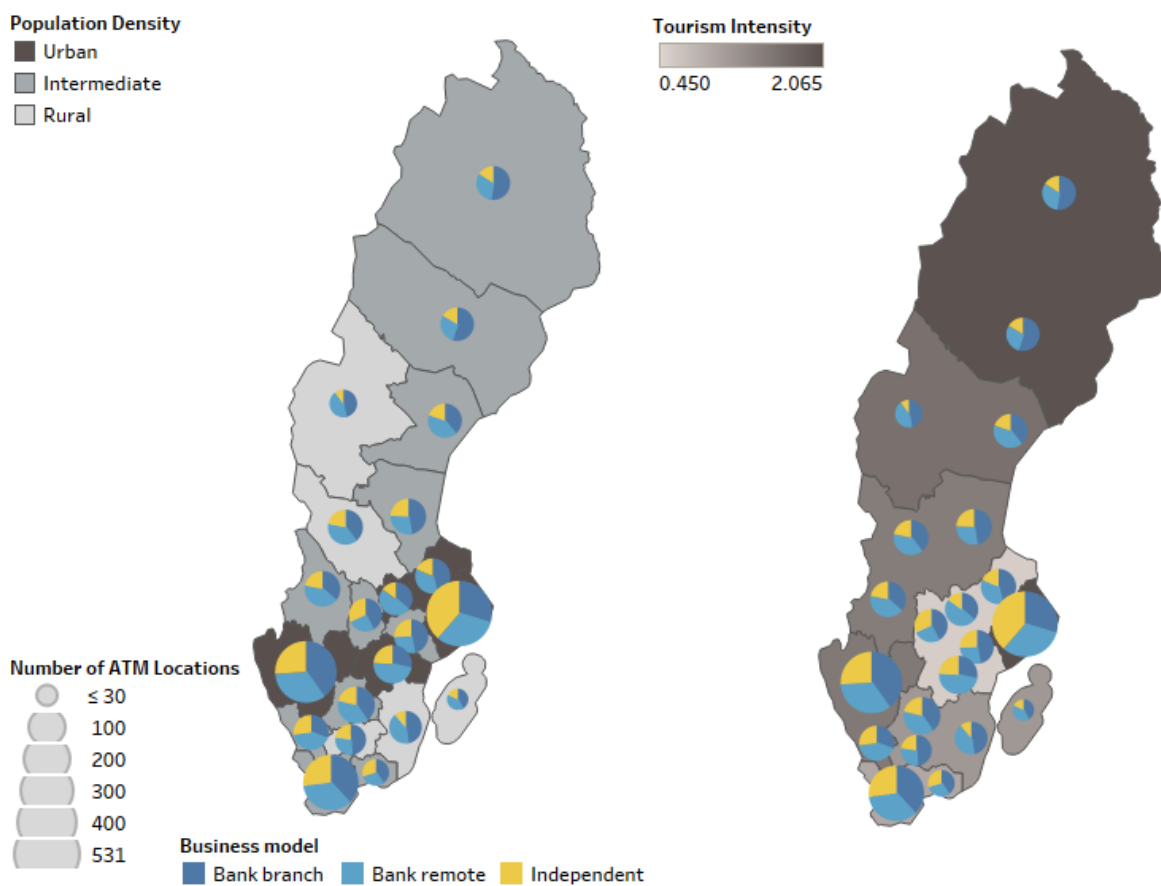 Population Density
Urban
Intermediate
Rural
Tourism Intensity
0.450 2.065
Number of ATM Locations
≤ 30
100
200
300
400
531
Business model
Bank branch Bank remote Independent